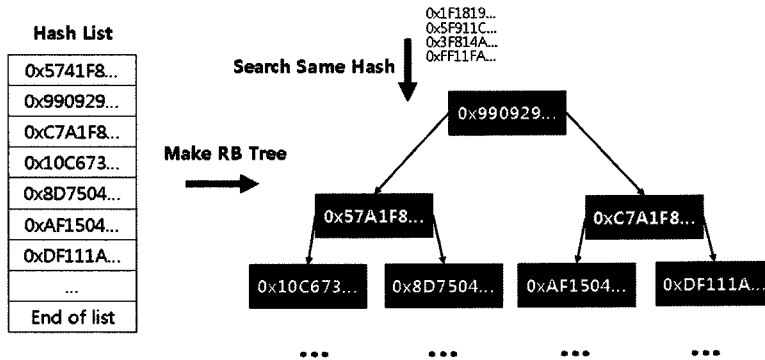 Hash List
0x5741F8...
0x990929...
0xC7A1F8...
0x10C673...
0x8D7504...
0xAF1504...
0xDF111A...
...
End of list
Make RB Tree
Search Same Hash
0x1F1819...
0x5F911C...
0x3F814A...
0xFF11FA...
0x990929...
0x57A1F8...
0xC7A1F8...
0x10C673...
0x8D7504...
0xAF1504...
0xDF111A...
... ... ... ...